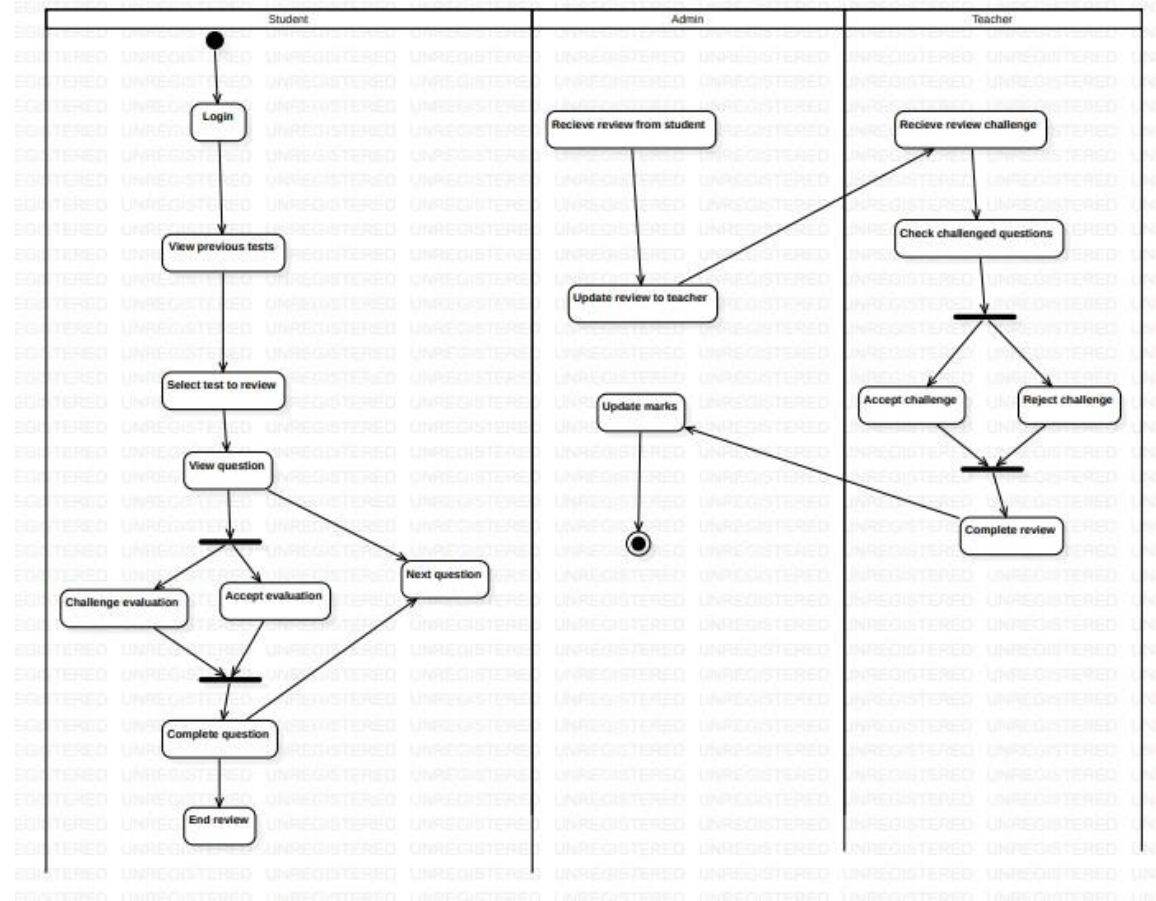 Student
Admin
Teacher
Login
View previous tests
Select test to review
View question
Next question
Challenge evaluation
Accept evaluation
Complete question
End review
Recieve review from student
Update review to teacher
Update marks
Recieve review challenge
Check challenged questions
Accept challenge
Reject challenge
Complete review
UNREGISTERED